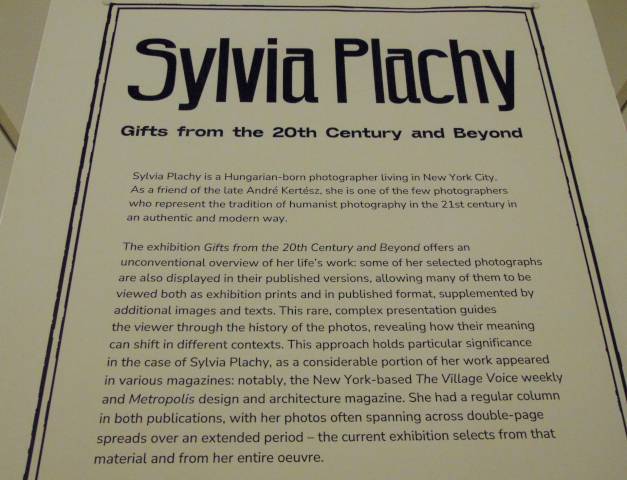 Sylvia Plachy
Gifts from the 20th Century and Beyond
Sylvia Plachy is a Hungarian-born photographer living in New York City.
As a friend of the late André Kertész, she is one of the few photographers
who represent the tradition of humanist photography in the 21st century in
an authentic and modern way.
The exhibition Gifts from the 20th Century and Beyond offers an
unconventional overview of her life's work: some of her selected photographs
are also displayed in their published versions, allowing many of them to be
viewed both as exhibition prints and in published format, supplemented by
additional images and texts. This rare, complex presentation guides
the viewer through the history of the photos, revealing how their meaning
can shift in different contexts. This approach holds particular significance
in the case of Sylvia Plachy, as a considerable portion of her work appeared
in various magazines: notably, the New York-based The Village Voice weekly
and Metropolis design and architecture magazine. She had a regular column
in both publications, with her photos often spanning across double-page
spreads over an extended period – the current exhibition selects from that
material and from her entire oeuvre.